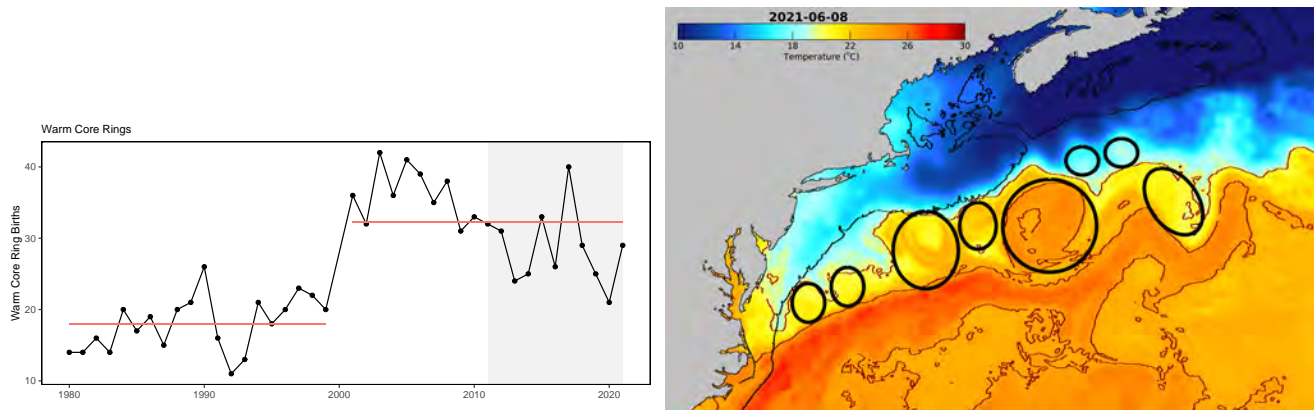 Warm Core Rings
Warm Core Ring Births
40
30
20
10
1980
1990
2000
2010
2020
2021-06-08
10 14 18 22 26 30
Temperature (°C)